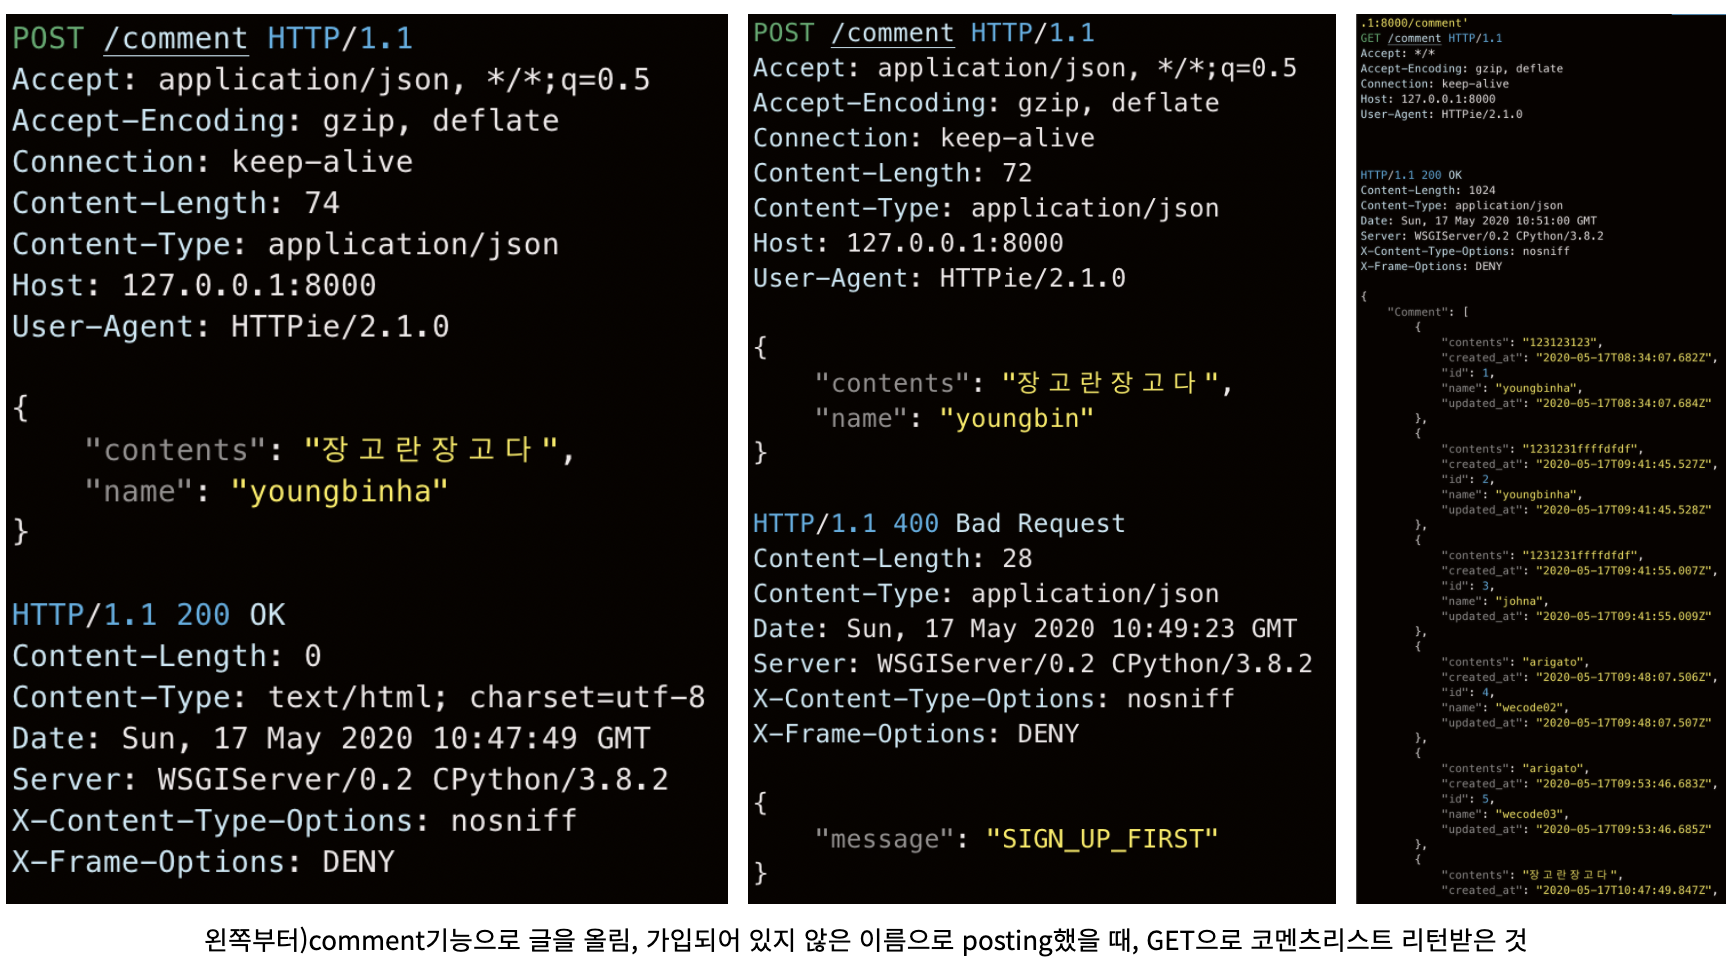 POST /comment HTTP/1.1
Accept: application/json, */*;q=0.5
Accept-Encoding: gzip, deflate
Connection: keep-alive
Content-Length: 74
Content-Type: application/json
Host: 127.0.0.1:8000
User-Agent: HTTPie/2.1.0
{
"contents": "장고란장고다",
"name": "youngbinha"
}
HTTP/1.1 200 OK
Content-Length: 0
Content-Type: text/html; charset=utf-8
Date: Sun, 17 May 2020 10:47:49 GMT
Server: WSGIServer/0.2 CPython/3.8.2
X-Content-Type-Options: nosniff
X-Frame-Options: DENY
POST /comment HTTP/1.1
Accept: application/json, */*;q=0.5
Accept-Encoding: gzip, deflate
Connection: keep-alive
Content-Length: 72
Content-Type: application/json
Host: 127.0.0.1:8000
User-Agent: HTTPie/2.1.0
{
"contents": "장고란장고다",
"name": "youngbin"
}
HTTP/1.1 400 Bad Request
Content-Length: 28
Content-Type: application/json
Date: Sun, 17 May 2020 10:49:23 GMT
Server: WSGIServer/0.2 CPython/3.8.2
X-Content-Type-Options: nosniff
X-Frame-Options: DENY
{
"message": "SIGN_UP_FIRST"
}
.1:8000/comment'
GET /comment HTTP/1.1
Accept: */*
Accept-Encoding: gzip, deflate
Connection: keep-alive
Host: 127.0.0.1:8000
User-Agent: HTTPie/2.1.0
HTTP/1.1 200 OK
Content-Length: 1024
Content-Type: application/json
Date: Sun, 17 May 2020 10:51:00 GMT
Server: WSGIServer/0.2 CPython/3.8.2
X-Content-Type-Options: nosniff
X-Frame-Options: DENY
{
"Comment": [
{
"contents": "123123123",
"created_at": "2020-05-17T08:34:07.682Z",
"id": 1,
"name": "youngbinha",
"updated_at": "2020-05-17T08:34:07.684Z"
},
{
"contents": "1231231ffffdfdf",
"created_at": "2020-05-17T09:41:45.527Z",
"id": 2,
"name": "youngbinha",
"updated_at": "2020-05-17T09:41:45.528Z"
},
{
"contents": "1231231ffffdfdf",
"created_at": "2020-05-17T09:41:55.007Z",
"id": 3,
"name": "johna",
"updated_at": "2020-05-17T09:41:55.009Z"
},
{
"contents": "arigato",
"created_at": "2020-05-17T09:48:07.506Z",
"id": 4,
"name": "wecode02",
"updated_at": "2020-05-17T09:48:07.507Z"
},
{
"contents": "arigato",
"created_at": "2020-05-17T09:53:46.683Z",
"id": 5,
"name": "wecode03",
"updated_at": "2020-05-17T09:53:46.685Z"
},
{
"contents": "장고란장고다",
"created_at": "2020-05-17T10:47:49.847Z",
왼쪽부터)comment기능으로 글을 올림, 가입되어 있지 않은 이름으로 posting했을 때, GET으로 코멘츠리스트 리턴받은 것